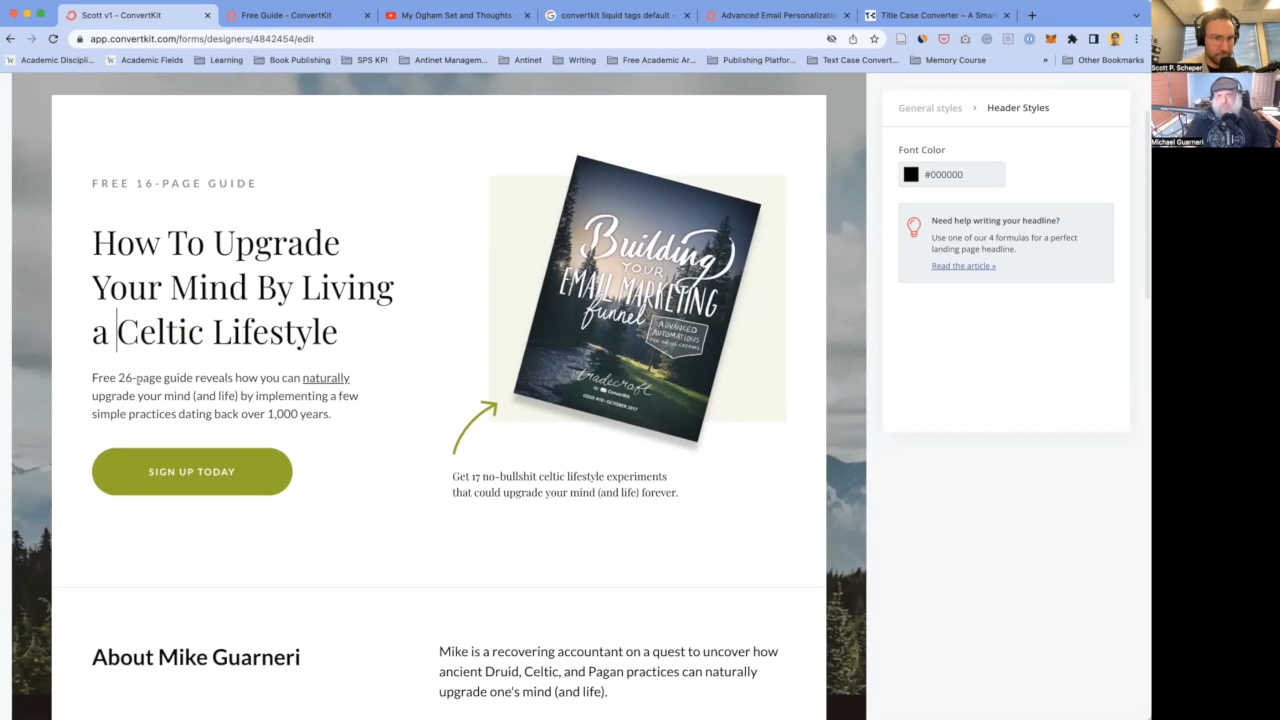 Scott v1 - ConvertKit
Free Guide - ConvertKit
My Ogham Set and Thoughts -
convertkit liquid tags default -
Advanced Email Personalizatio
Title Case Converter – A Smar
app.convertkit.com/forms/designers/4842454/edit
Academic Discipli...
Academic Fields
Learning
Book Publishing
SPS KPI
Antinet Managem...
Antinet
Writing
Free Academic Ar...
Publishing Platfor...
Text Case Convert...
Memory Course
»
Other Bookmarks
Scott P. Scheper
Michael Guarneri
General styles > Header Styles
Font Color
#000000
Need help writing your headline?
Use one of our 4 formulas for a perfect
landing page headline.
Read the article »
FREE 16-PAGE GUIDE
How To Upgrade
Your Mind By Living
a Celtic Lifestyle
Free 26-page guide reveals how you can naturally
upgrade your mind (and life) by implementing a few
simple practices dating back over 1,000 years.
SIGN UP TODAY
Building
YOUR
EMAIL MARKETING
funnel
ADVANCED
AUTOMATIONS
tradecraft
by ConvertKit
ISSUE #10 • OCTOBER 2017
Get 17 no-bullshit celtic lifestyle experiments
that could upgrade your mind (and life) forever.
About Mike Guarneri
Mike is a recovering accountant on a quest to uncover how
ancient Druid, Celtic, and Pagan practices can naturally
upgrade one's mind (and life).